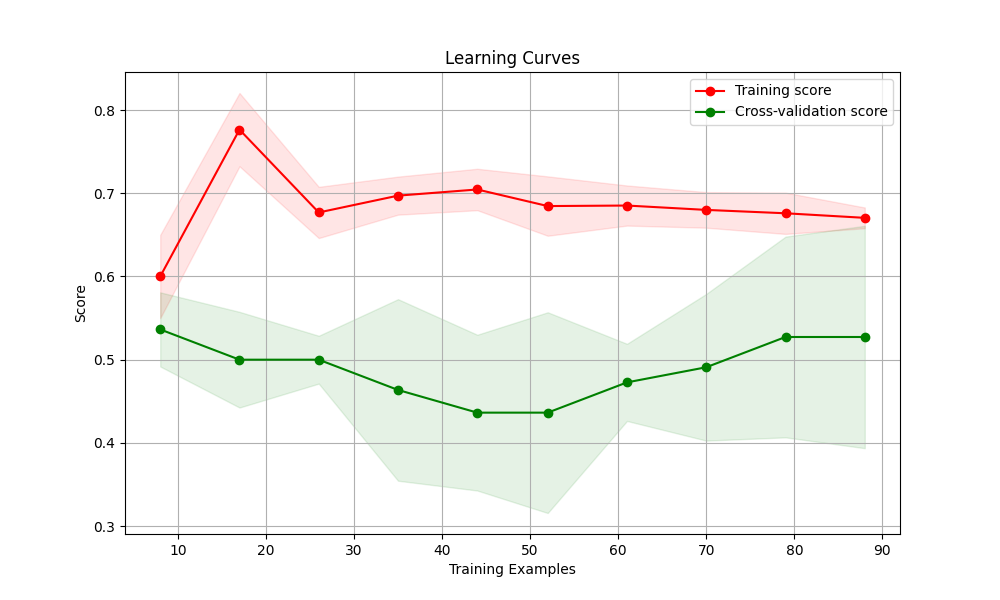 Learning Curves
Training score
Cross-validation score
0.8
0.7
0.6
0.5
0.4
0.3
Score
10 20 30 40 50 60 70 80 90
Training Examples